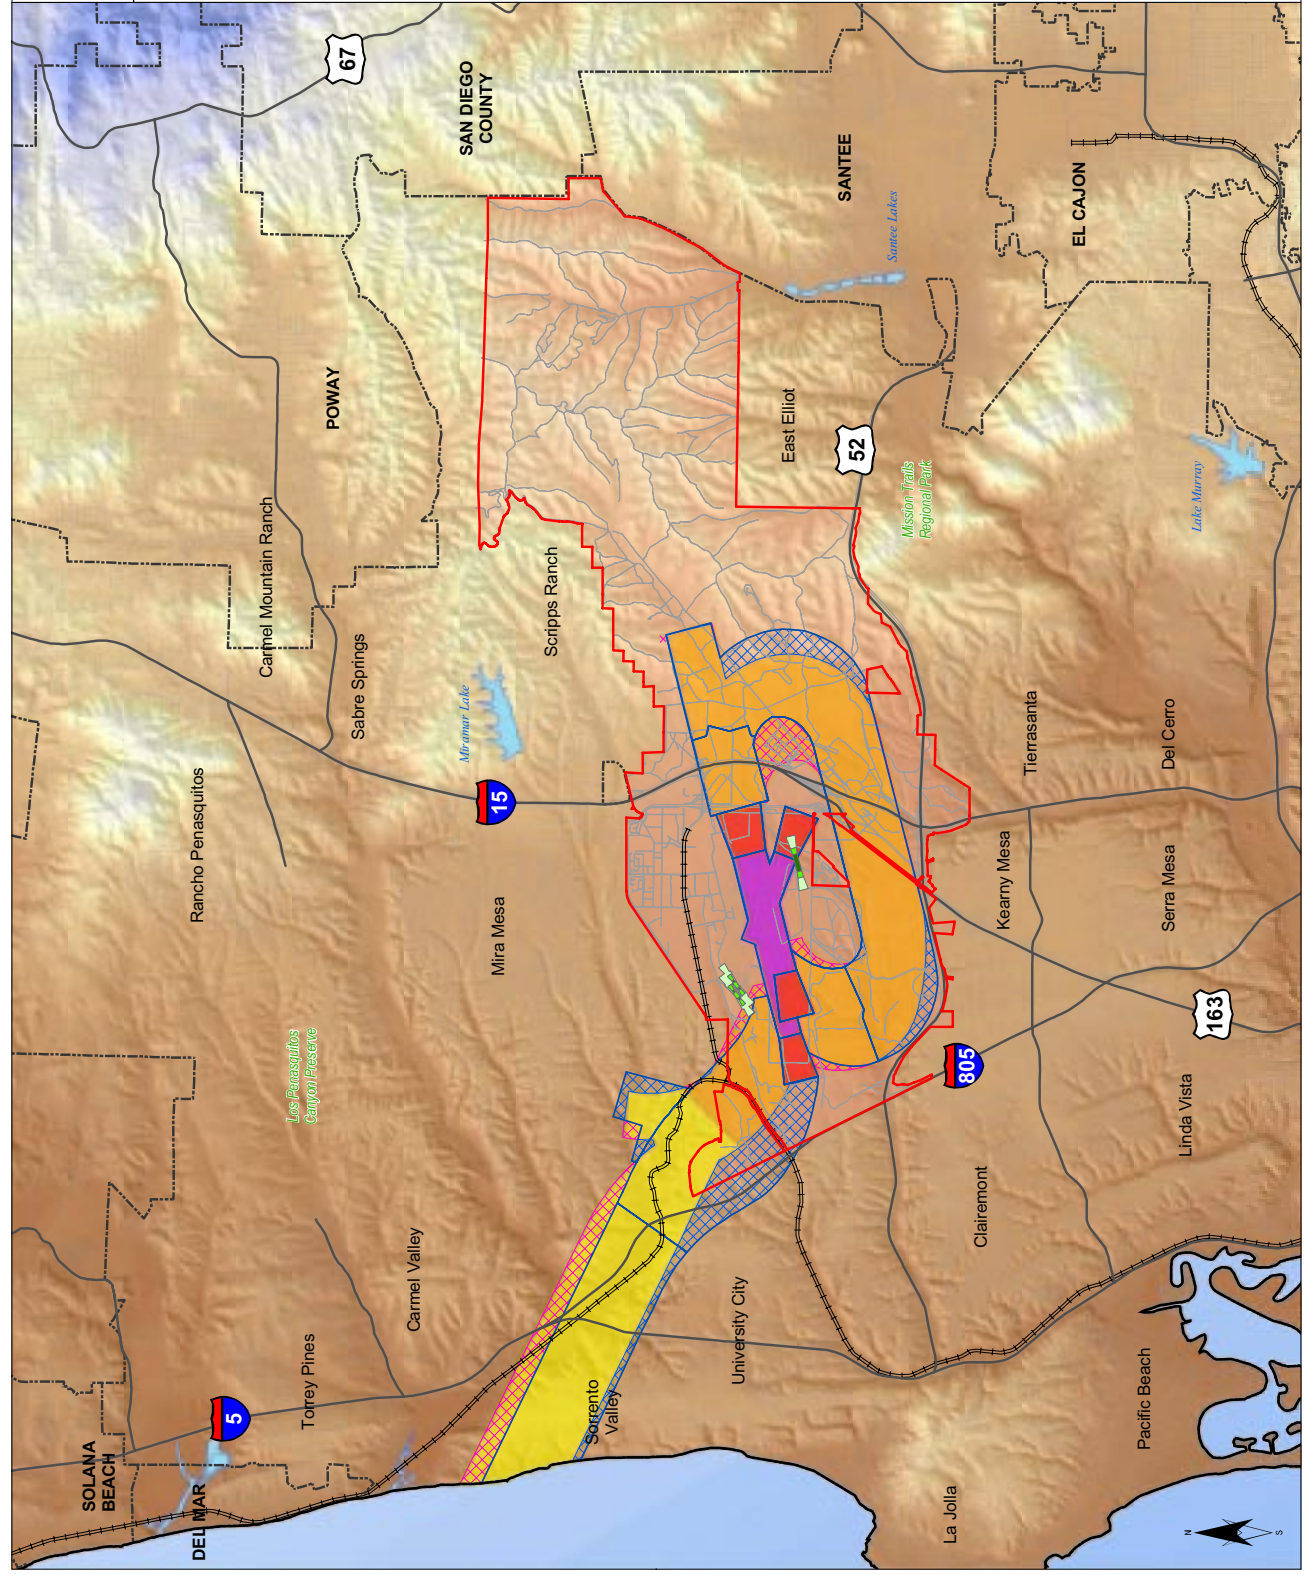 67
SAN DIEGO
COUNTY
SANTEE
Santee Lakes
EL CAJON
POWAY
East Elliot
52
Mission Trails
Regional Park
Lake Murray
Carmel Mountain Ranch
Sabre Springs
Scripps Ranch
Miramar Lake
15
Rancho Penasquitos
Mira Mesa
Tierrasanta
Del Cerro
Kearny Mesa
Serra Mesa
163
805
Los Penasquitos
Canyon Preserve
Linda Vista
Clairemont
Carmel Valley
University City
Torrey Pines
5
Sorrento
Valley
Pacific Beach
SOLANA
BEACH
DEL MAR
La Jolla
N
S